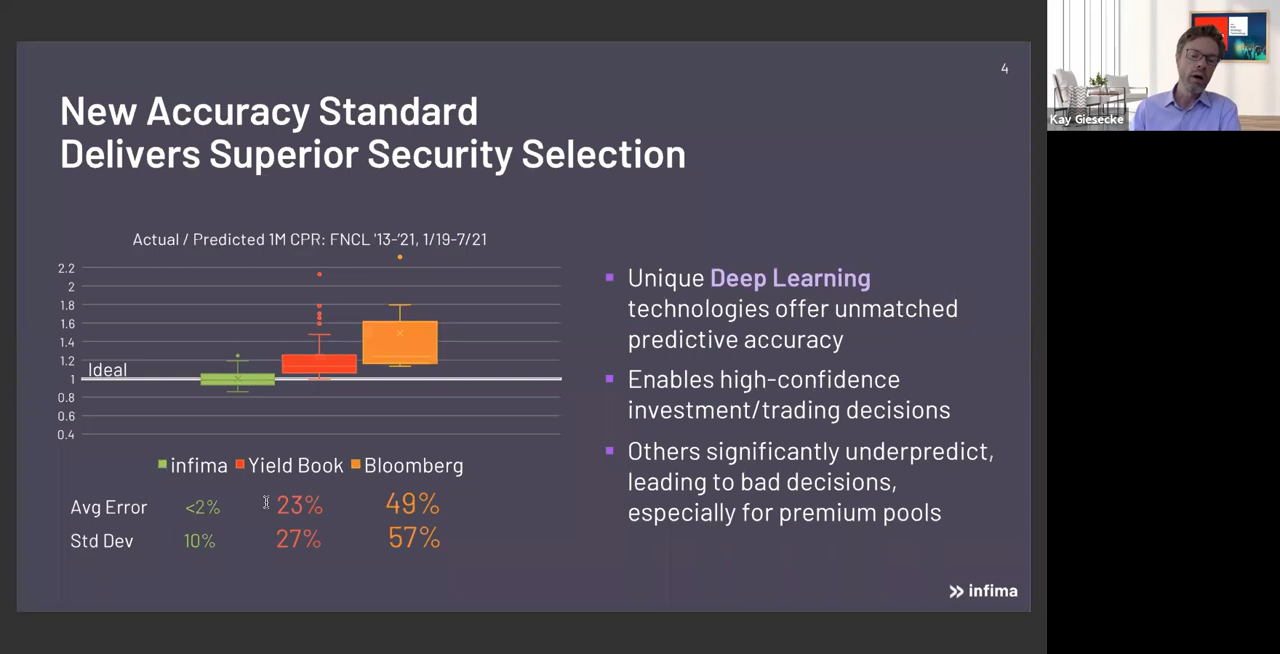 4
New Accuracy Standard
Delivers Superior Security Selection
Actual / Predicted 1M CPR: FNCL '13-'21, 1/19-7/21
2.2
2
1.8
1.6
1.4
1.2
1
0.8
0.6
0.4
Ideal
infima Yield Book Bloomberg
Avg Error <2% 23% 49%
Std Dev 10% 27% 57%
Unique Deep Learning
technologies offer unmatched
predictive accuracy
Enables high-confidence
investment/trading decisions
Others significantly underpredict,
leading to bad decisions,
especially for premium pools
infima
Kay Giesecke